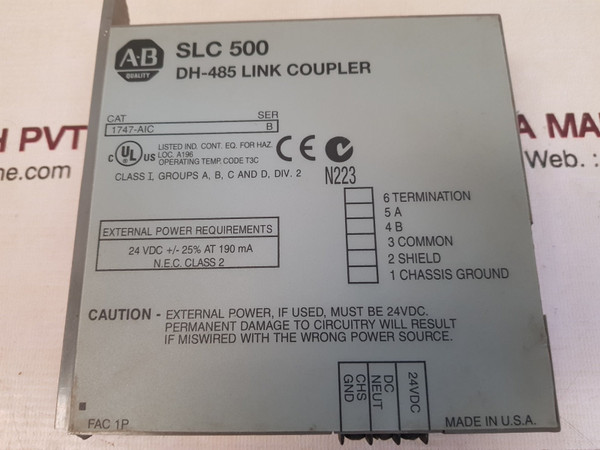 A·B
QUALITY
SLC 500
DH-485 LINK COUPLER
CAT SER
1747-AIC B
C UL US
LISTED IND. CONT. EQ. FOR HAZ.
LOC. A196
OPERATING TEMP. CODE T3C
CE
N223
CLASS I, GROUPS A, B, C AND D, DIV. 2
6 TERMINATION
5 A
4 B
3 COMMON
2 SHIELD
1 CHASSIS GROUND
EXTERNAL POWER REQUIREMENTS
24 VDC +/- 25% AT 190 mA
N.E.C. CLASS 2
CAUTION - EXTERNAL POWER, IF USED, MUST BE 24VDC.
PERMANENT DAMAGE TO CIRCUITRY WILL RESULT
IF MISWIRED WITH THE WRONG POWER SOURCE.
CHS GND
DC NEUT
24VDC
FAC 1P
MADE IN U.S.A.
H PVT
ne.com
A MA
Web. :